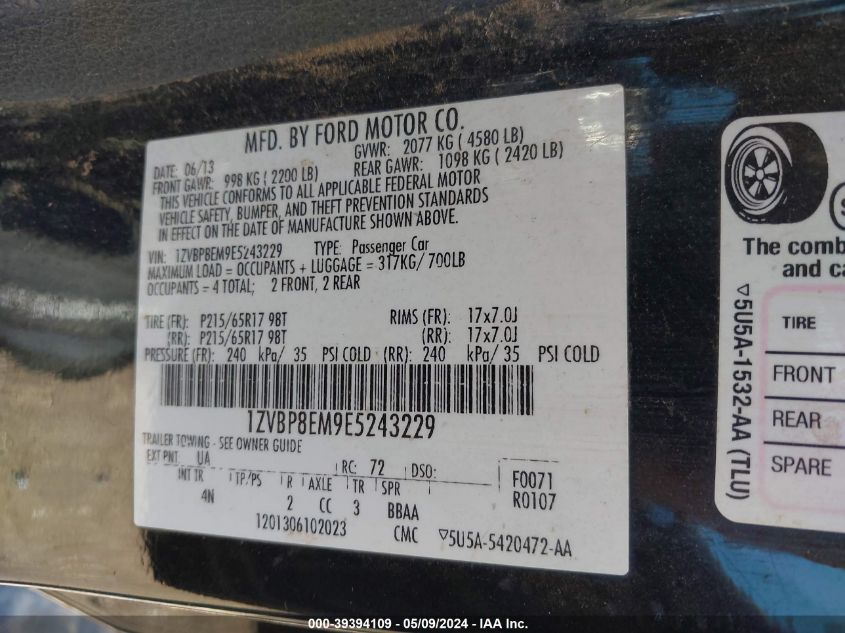 MFD. BY FORD MOTOR CO.
DATE: 06/13 GVWR: 2077 KG ( 4580 LB)
FRONT GAWR: 998 KG ( 2200 LB) REAR GAWR: 1098 KG ( 2420 LB)
THIS VEHICLE CONFORMS TO ALL APPLICABLE FEDERAL MOTOR
VEHICLE SAFETY, BUMPER, AND THEFT PREVENTION STANDARDS
IN EFFECT ON THE DATE OF MANUFACTURE SHOWN ABOVE.
VIN: 1ZVBP8EM9E5243229 TYPE: Passenger Car
MAXIMUM LOAD = OCCUPANTS + LUGGAGE = 317KG/ 700LB
OCCUPANTS = 4 TOTAL; 2 FRONT, 2 REAR
TIRE (FR): P215/65R17 98T RIMS (FR): 17x7.0J
(RR): P215/65R17 98T (RR): 17x7.0J
PRESSURE (FR): 240 kPa/ 35 PSI COLD (RR): 240 kPa/ 35 PSI COLD
1ZVBP8EM9E5243229
TRAILER TOWING - SEE OWNER GUIDE
EXT PNT: UA RC: 72 DSO: F0071
INT TR TP/PS R AXLE TR SPR R0107
4N 2 CC 3 BBAA
1201306102023 CMC ▽5U5A-5420472-AA
The comb
and ca
TIRE
FRONT
REAR
SPARE
▽5U5A-1532-AA (TLU)
000-39394109 - 05/09/2024 - IAA Inc.